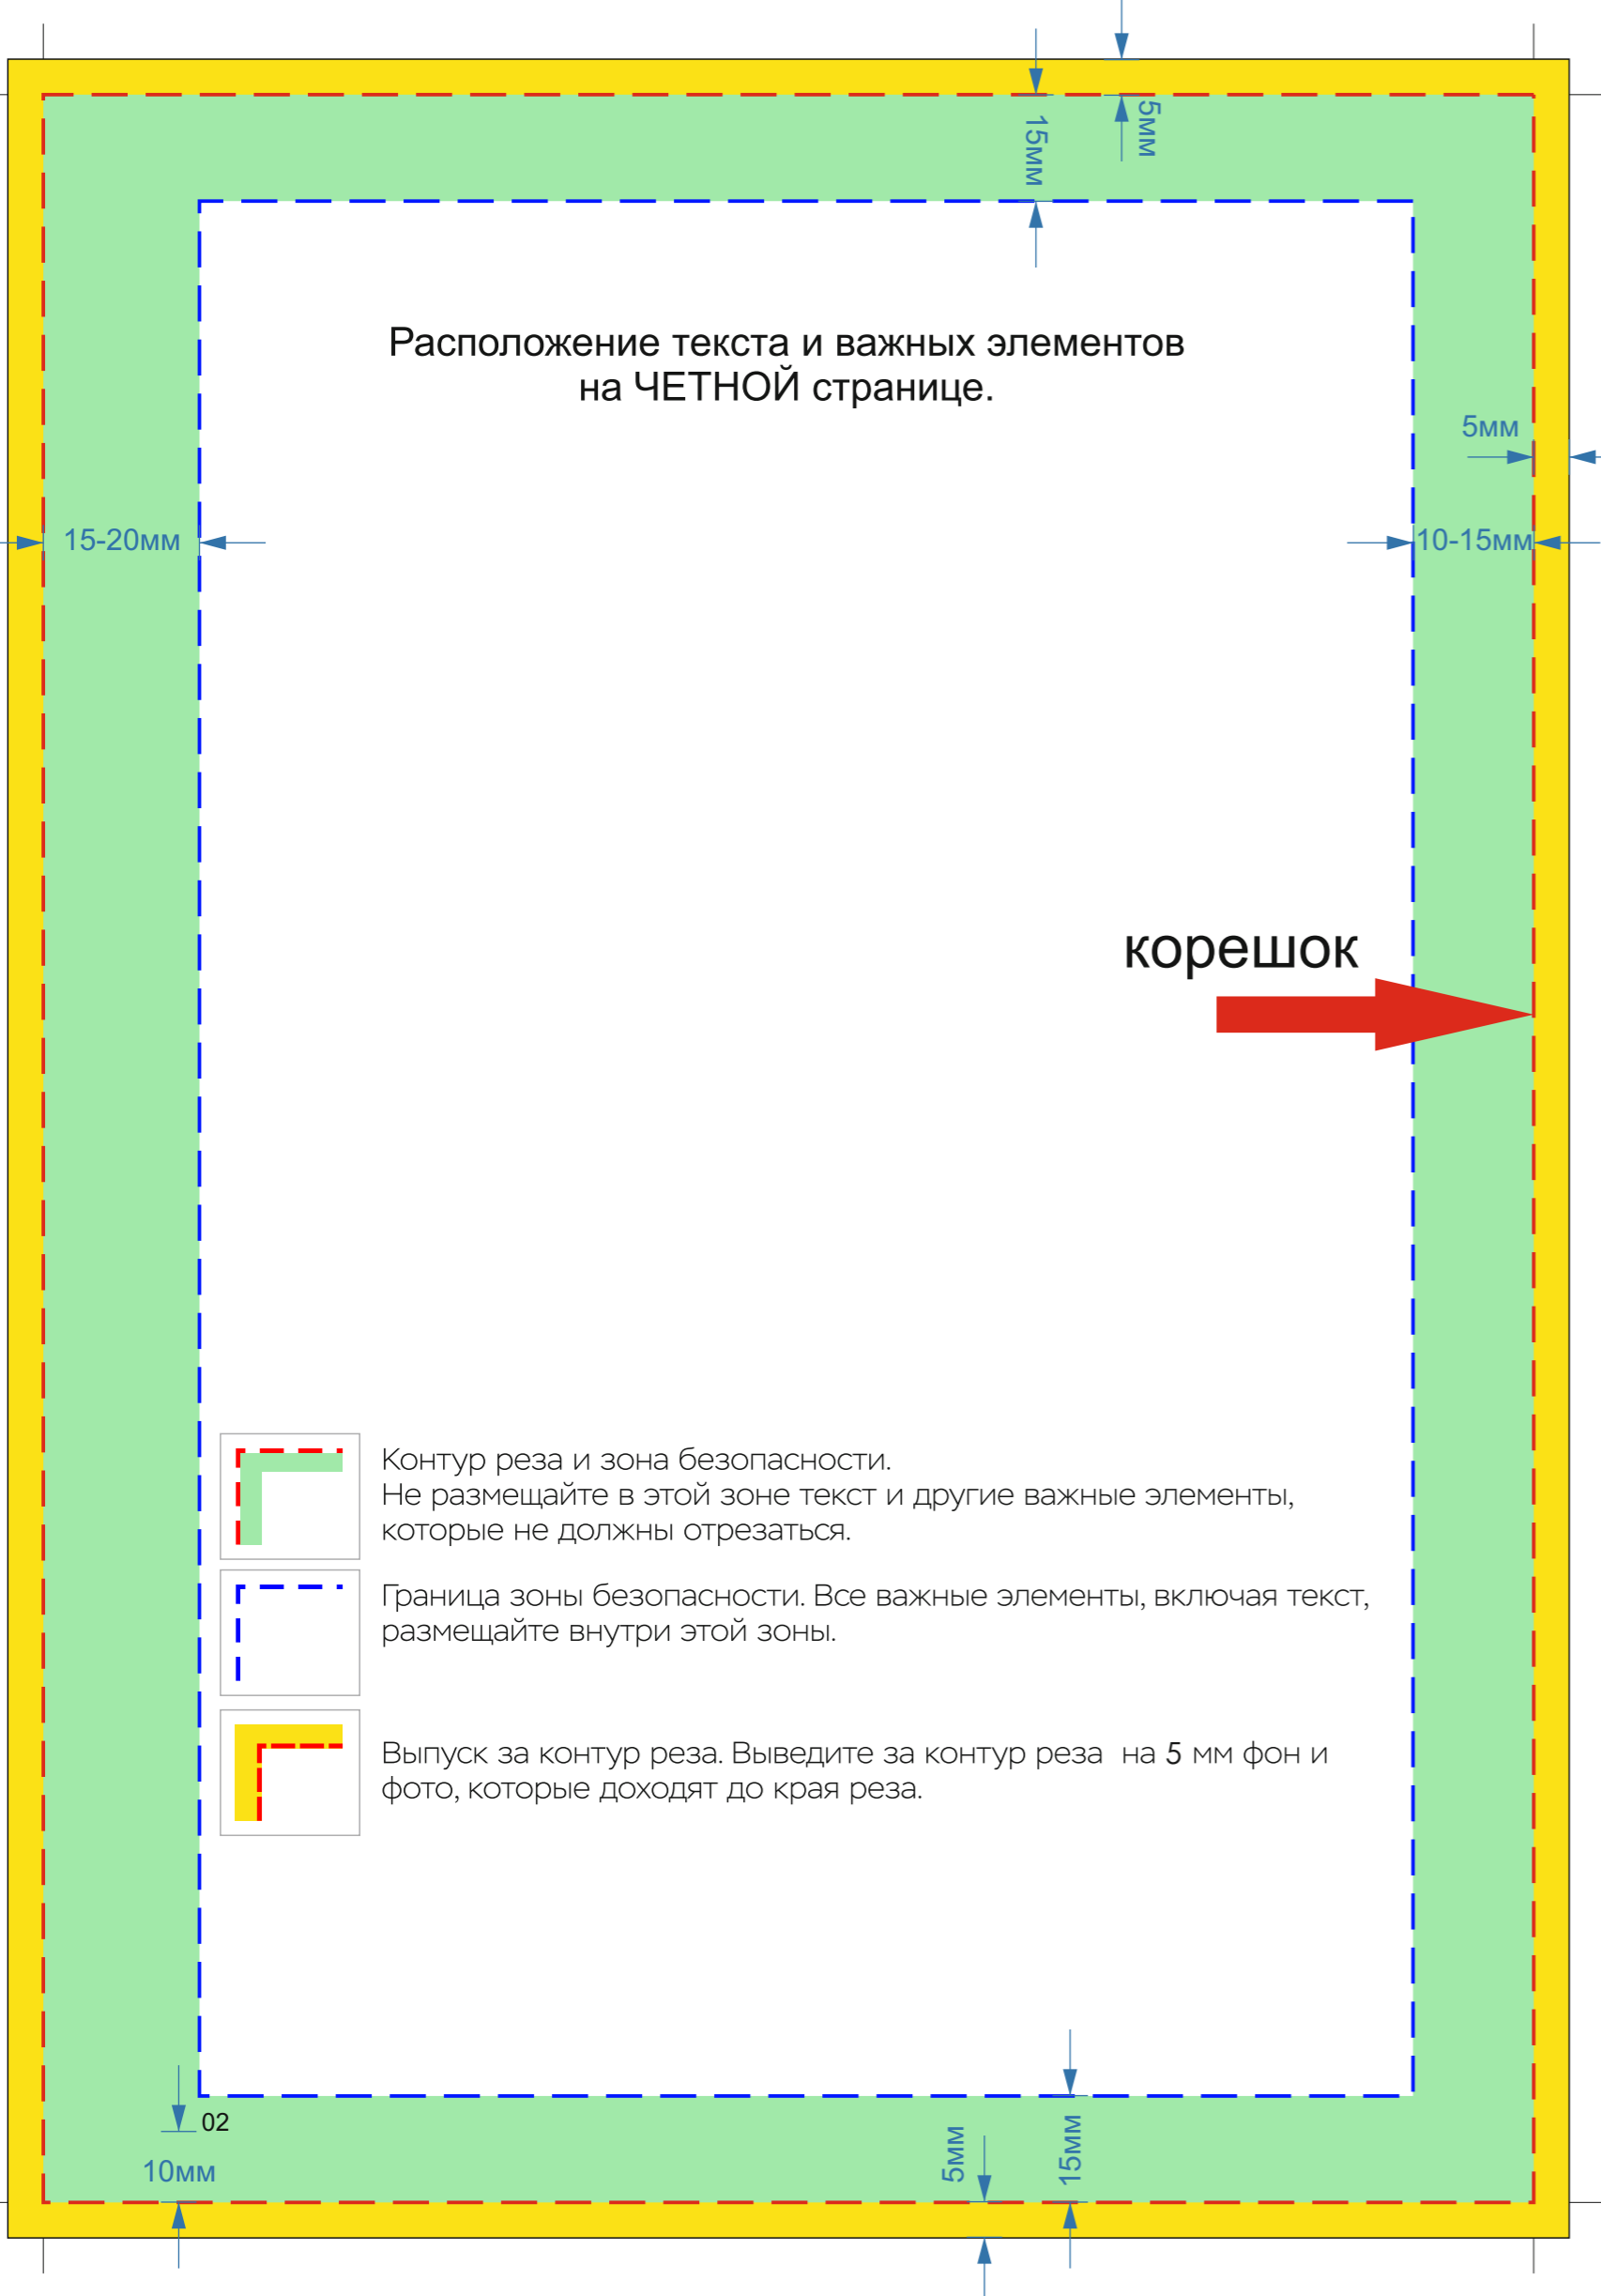 5мм
15мм
Расположение текста и важных элементов
на ЧЕТНОЙ странице.
5мм
15-20мм
10-15мм
корешок
Контур реза и зона безопасности.
Не размещайте в этой зоне текст и другие важные элементы,
которые не должны отрезаться.
Граница зоны безопасности. Все важные элементы, включая текст,
размещайте внутри этой зоны.
Выпуск за контур реза. Выведите за контур реза на 5 мм фон и
фото, которые доходят до края реза.
02
10мм
5мм
15мм